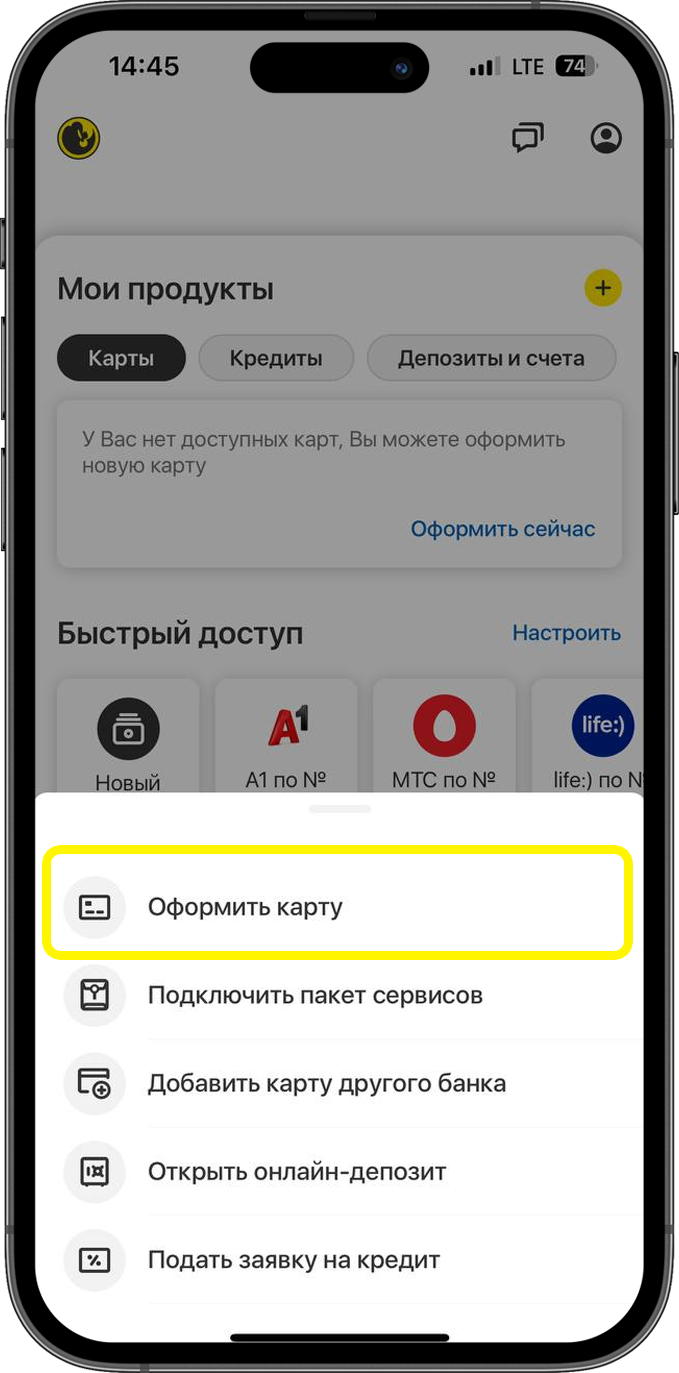 14:45 LTE 74
Мои продукты
Карты Кредиты Депозиты и счета
У Вас нет доступных карт, Вы можете оформить
новую карту
Оформить сейчас
Быстрый доступ Настроить
A1 life:)
Новый A1 по № МТС по № life:) по №
Оформить карту
Подключить пакет сервисов
Добавить карту другого банка
Открыть онлайн-депозит
Подать заявку на кредит